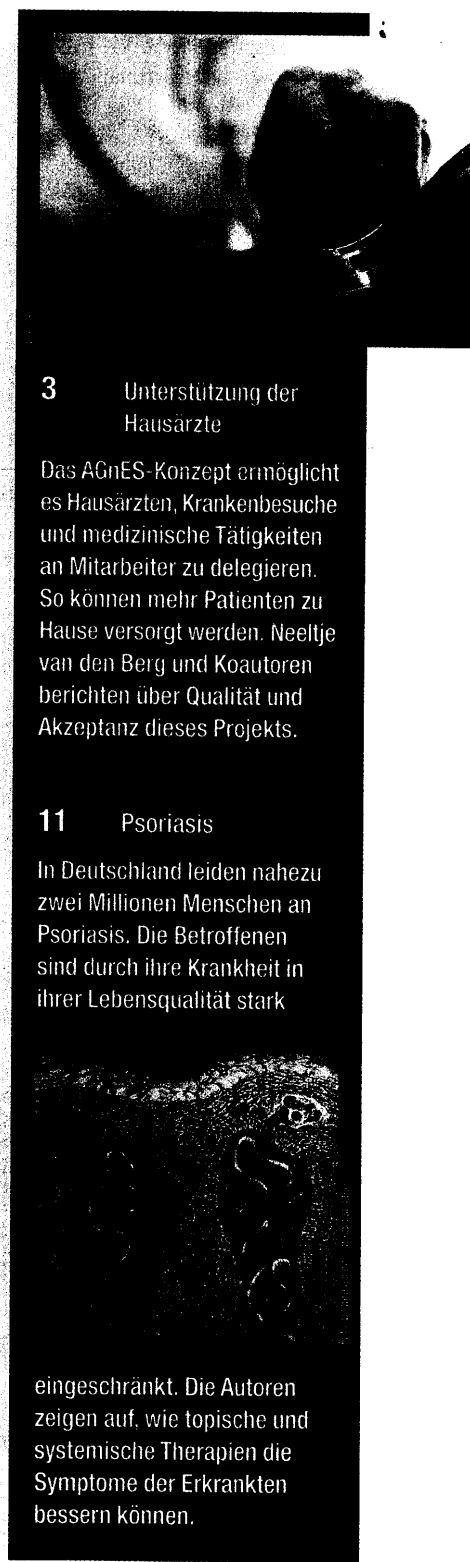 3 Unterstützung der
Hausärzte
Das AGnES-Konzept ermöglicht
es Hausärzten, Krankenbesuche
und medizinische Tätigkeiten
an Mitarbeiter zu delegieren.
So können mehr Patienten zu
Hause versorgt werden. Neeltje
van den Berg und Koautoren
berichten über Qualität und
Akzeptanz dieses Projekts.
11 Psoriasis
In Deutschland leiden nahezu
zwei Millionen Menschen an
Psoriasis. Die Betroffenen
sind durch ihre Krankheit in
ihrer Lebensqualität stark
eingeschränkt. Die Autoren
zeigen auf, wie topische und
systemische Therapien die
Symptome der Erkrankten
bessern können.